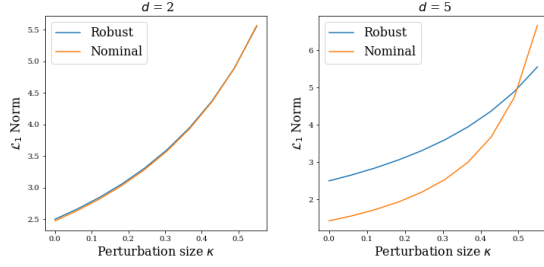 d = 2
Robust
Nominal
5.5
5.0
4.5
4.0
3.5
3.0
2.5
ℒ₁ Norm
0.0 0.1 0.2 0.3 0.4 0.5
Perturbation size κ
d = 5
Robust
Nominal
6
5
4
3
2
ℒ₁ Norm
0.0 0.1 0.2 0.3 0.4 0.5
Perturbation size κ